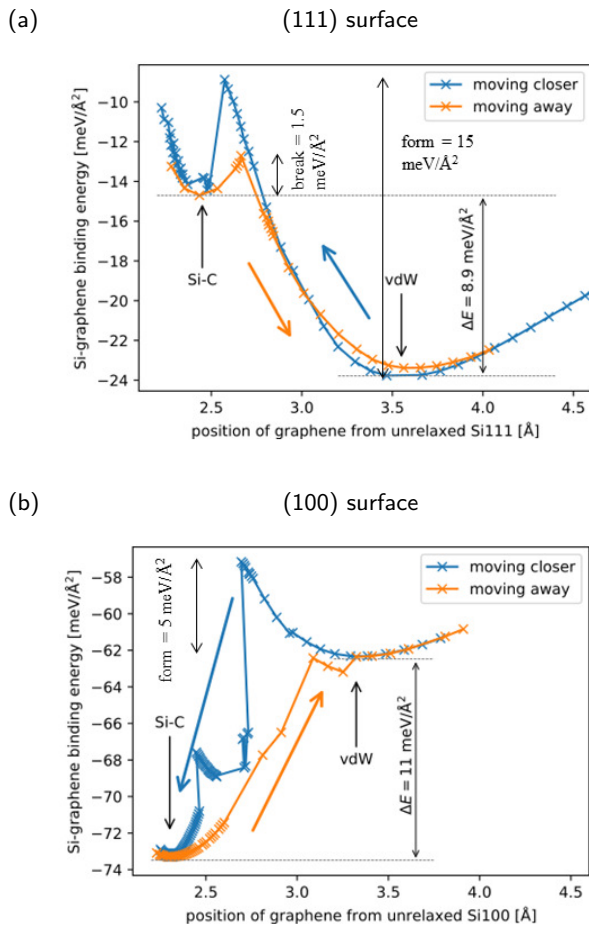 (a)
(111) surface
Si-graphene binding energy [meV/Å²]
−10
−12
−14
−16
−18
−20
−22
−24
moving closer
moving away
break = 1.5
meV/Å²
form = 15
meV/Å²
Si-C
vdW
ΔE = 8.9 meV/Å²
2.5
3.0
3.5
4.0
4.5
position of graphene from unrelaxed Si111 [Å]
(b)
(100) surface
Si-graphene binding energy [meV/Å²]
−58
−60
−62
−64
−66
−68
−70
−72
−74
moving closer
moving away
form = 5 meV/Å²
Si-C
vdW
ΔE = 11 meV/Å²
2.5
3.0
3.5
4.0
4.5
position of graphene from unrelaxed Si100 [Å]